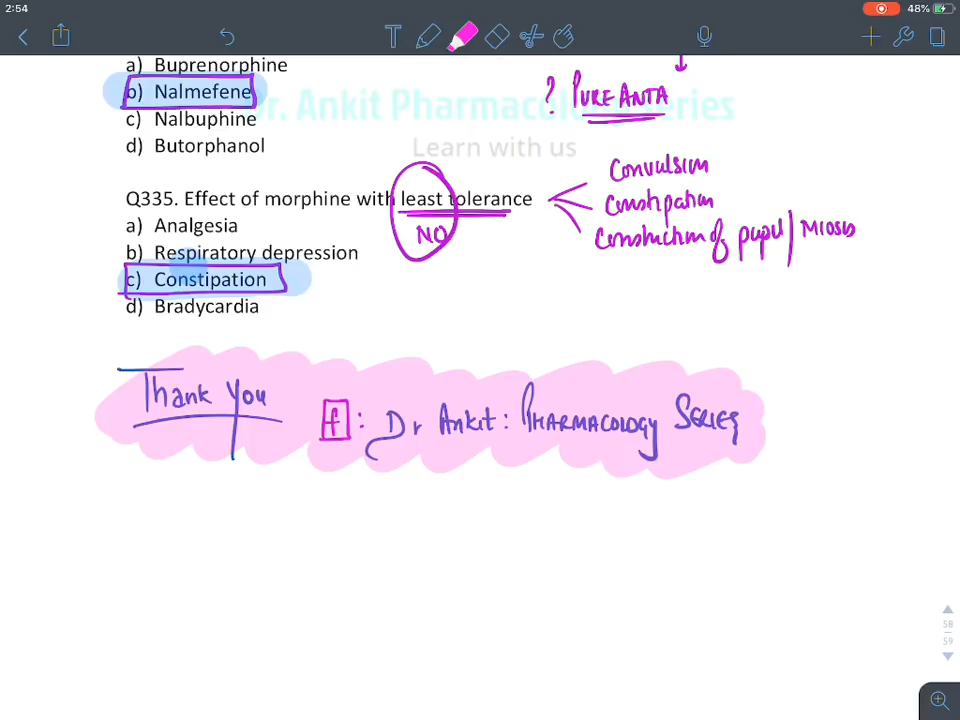 2:54
48%
T
a) Buprenorphine
b) Nalmefene
? PURE ANTA
Dr. Ankit Pharmacology Series
c) Nalbuphine
d) Butorphanol
Learn with us
Q335. Effect of morphine with least tolerance
NO
Convulsion
Constipation
Constriction of pupil / MIOSIS
a) Analgesia
b) Respiratory depression
c) Constipation
d) Bradycardia
Thank You
f : Dr Ankit : PHARMACOLOGY SERIES
58
59